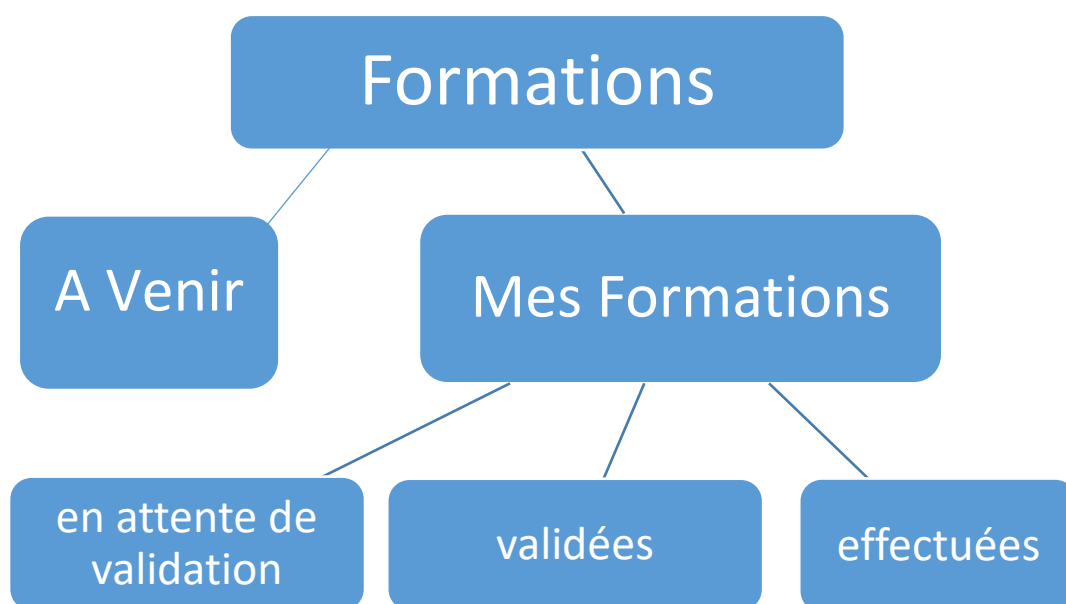 Formations
A Venir
Mes Formations
en attente de
validation
validées
effectuées